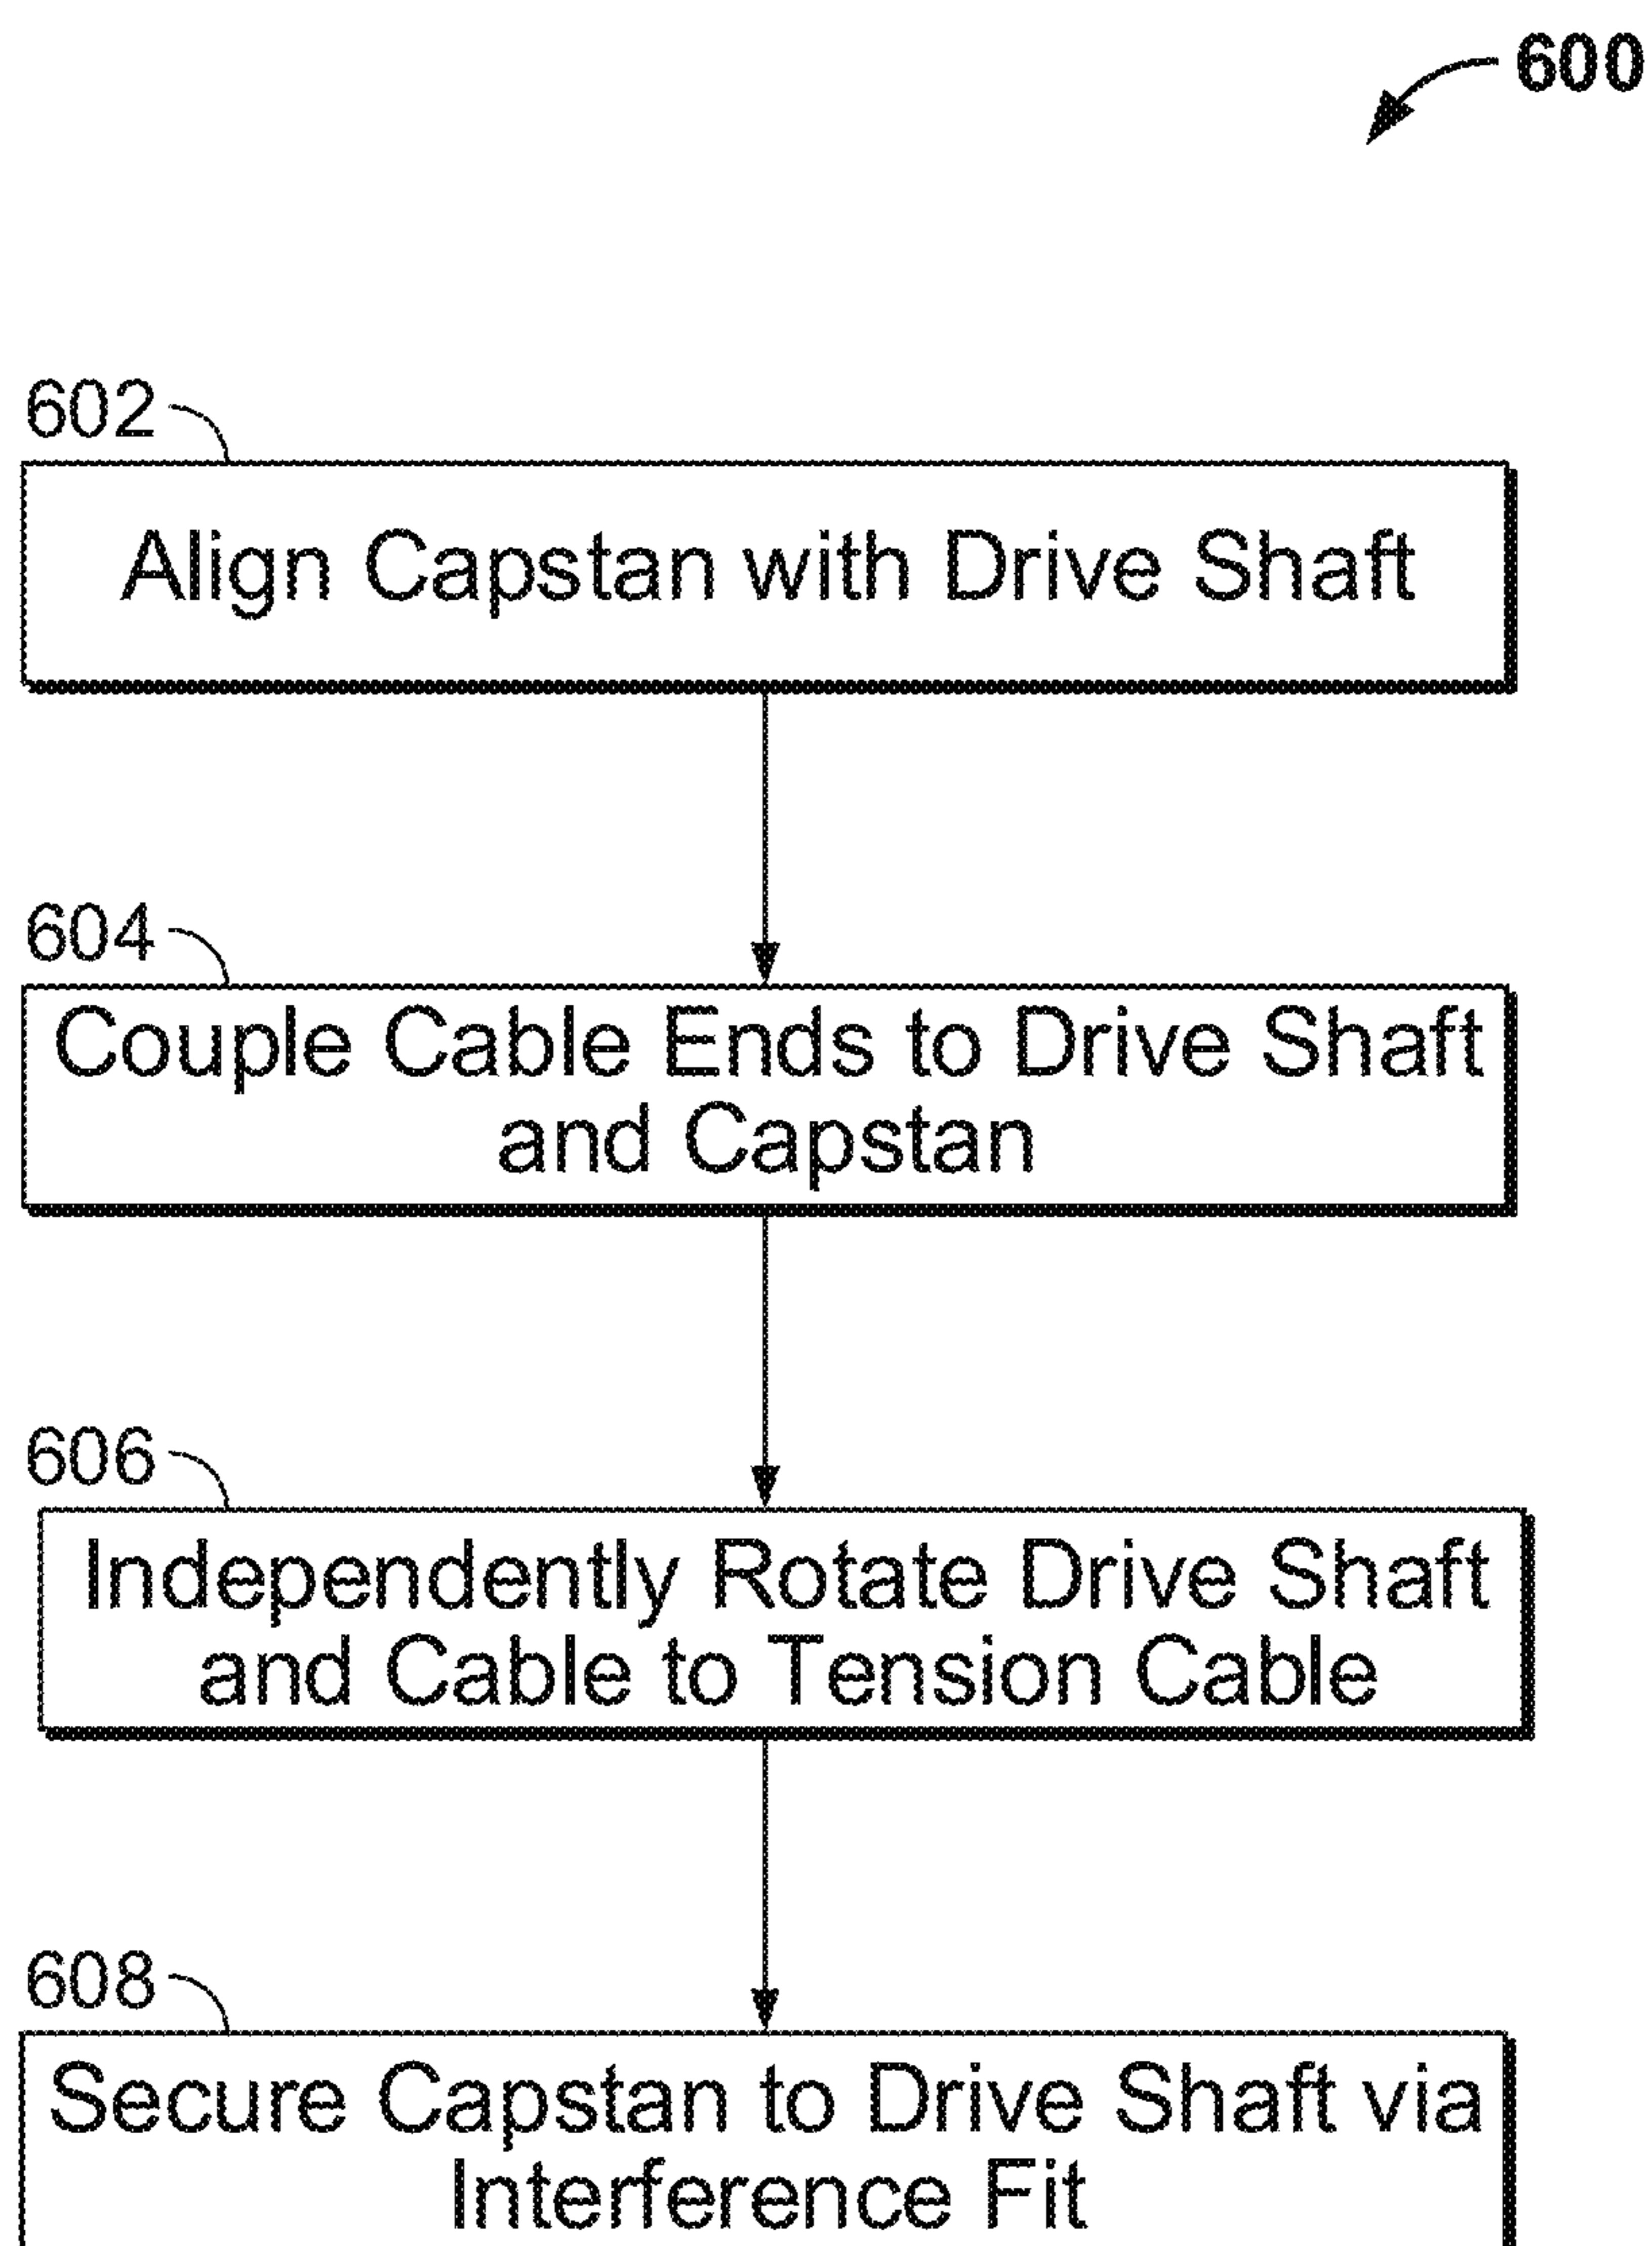 600
602
Align Capstan with Drive Shaft
604
Couple Cable Ends to Drive Shaft
and Capstan
606
Independently Rotate Drive Shaft
and Cable to Tension Cable
608
Secure Capstan to Drive Shaft via
Interference Fit